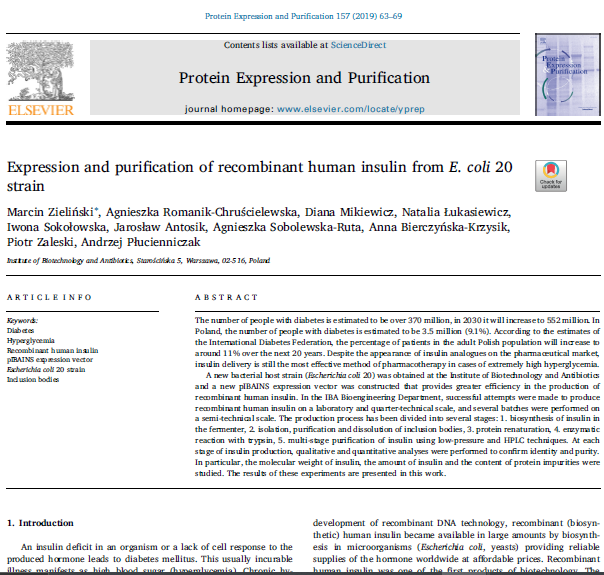 Protein Expression and Purification 157 (2019) 63–69
Contents lists available at ScienceDirect
Protein Expression and Purification
journal homepage: www.elsevier.com/locate/yprep
ELSEVIER
Protein
Expression
& Purification
Expression and purification of recombinant human insulin from E. coli 20
strain
Check for
updates
Marcin Zieliński*, Agnieszka Romanik-Chruścielewska, Diana Mikiewicz, Natalia Łukasiewicz,
Iwona Sokołowska, Jarosław Antosik, Agnieszka Sobolewska-Ruta, Anna Bierczyńska-Krzysik,
Piotr Zaleski, Andrzej Płucienniczak
Institute of Biotechnology and Antibiotics, Starościńska 5, Warszawa, 02-516, Poland
ARTICLE INFO
Keywords:
Diabetes
Hyperglycemia
Recombinant human insulin
pIBAINS expression vector
Escherichia coli 20 strain
Inclusion bodies
ABSTRACT
The number of people with diabetes is estimated to be over 370 million, in 2030 it will increase to 552 million. In
Poland, the number of people with diabetes is estimated to be 3.5 million (9.1%). According to the estimates of
the International Diabetes Federation, the percentage of patients in the adult Polish population will increase to
around 11% over the next 20 years. Despite the appearance of insulin analogues on the pharmaceutical market,
insulin delivery is still the most effective method of pharmacotherapy in cases of extremely high hyperglycemia.
A new bacterial host strain (Escherichia coli 20) was obtained at the Institute of Biotechnology and Antibiotics
and a new pIBAINS expression vector was constructed that provides greater efficiency in the production of
recombinant human insulin. In the IBA Bioengineering Department, successful attempts were made to produce
recombinant human insulin on a laboratory and quarter-technical scale, and several batches were performed on
a semi-technical scale. The production process has been divided into several stages: 1. biosynthesis of insulin in
the fermenter, 2. isolation, purification and dissolution of inclusion bodies, 3. protein renaturation, 4. enzymatic
reaction with trypsin, 5. multi-stage purification of insulin using low-pressure and HPLC techniques. At each
stage of insulin production, qualitative and quantitative analyses were performed to confirm identity and purity.
In particular, the molecular weight of insulin, the amount of insulin and the content of protein impurities were
studied. The results of these experiments are presented in this work.
1. Introduction
An insulin deficit in an organism or a lack of cell response to the
produced hormone leads to diabetes mellitus. This usually incurable
illness manifests as high blood sugar (hyperglycemia). Chronic hy-
development of recombinant DNA technology, recombinant (biosyn-
thetic) human insulin became available in large amounts by biosynth-
esis in microorganisms (Escherichia coli, yeasts) providing reliable
supplies of the hormone worldwide at affordable prices. Recombinant
human insulin was one of the first products of biotechnology. In